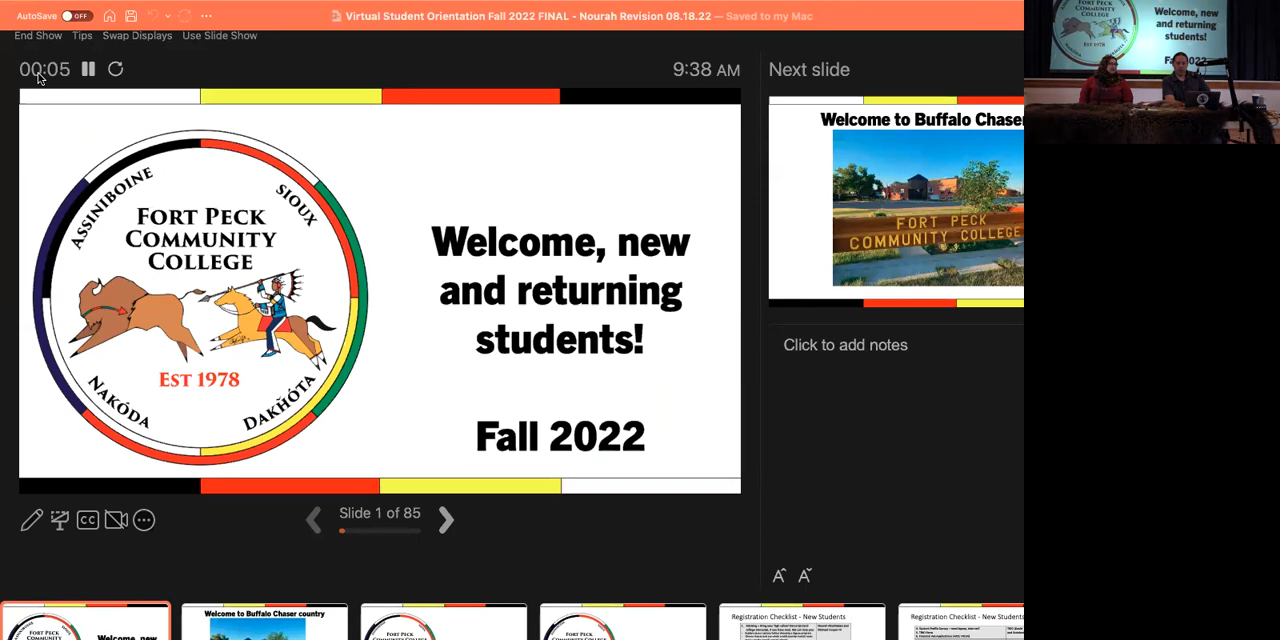 AutoSave OFF
Virtual Student Orientation Fall 2022 FINAL - Nourah Revision 08.18.22 — Saved to my Mac
End Show Tips Swap Displays Use Slide Show
00:05
9:38 AM
Next slide
ASSINIBOINE
SIOUX
FORT PECK
COMMUNITY
COLLEGE
EST 1978
NAKÓDA
DAKȞÓTA
Welcome, new
and returning
students!
Fall 2022
Welcome to Buffalo Chaser
FORT PECK
COMMUNITY COLLEGE
Click to add notes
CC
Slide 1 of 85
Welcome, new
Welcome to Buffalo Chaser country
Registration Checklist - New Students
Registration Checklist - New Students
FORT PECK
COMMUNITY
COLLEGE
EST 1978
Welcome, new
and returning
students!